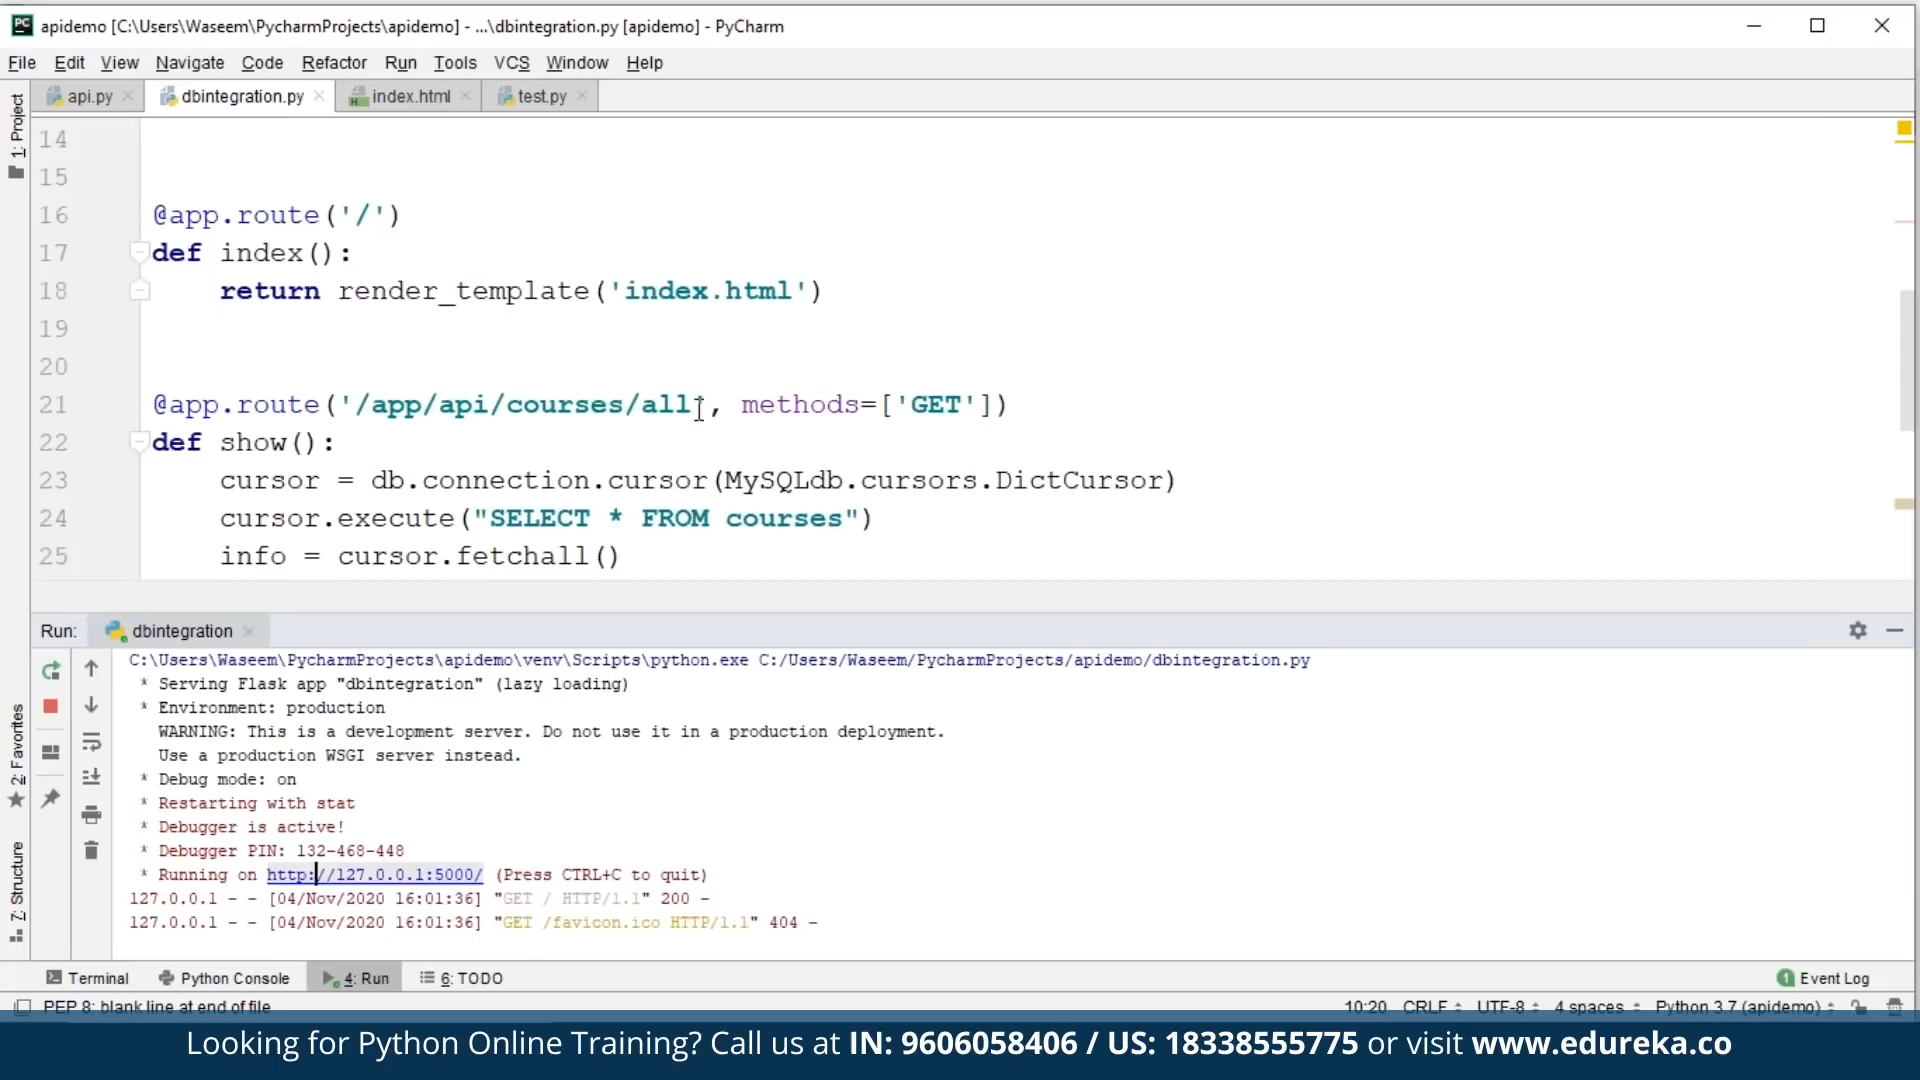 apidemo [C:\Users\Waseem\PycharmProjects\apidemo] - ...\dbintegration.py [apidemo] - PyCharm
File Edit View Navigate Code Refactor Run Tools VCS Window Help
api.py dbintegration.py index.html test.py
1: Project
14
15
16 @app.route('/')
17 def index():
18 return render_template('index.html')
19
20
21 @app.route('/app/api/courses/all', methods=['GET'])
22 def show():
23 cursor = db.connection.cursor(MySQLdb.cursors.DictCursor)
24 cursor.execute("SELECT * FROM courses")
25 info = cursor.fetchall()
Run: dbintegration
C:\Users\Waseem\PycharmProjects\apidemo\venv\Scripts\python.exe C:/Users/Waseem/PycharmProjects/apidemo/dbintegration.py
* Serving Flask app "dbintegration" (lazy loading)
* Environment: production
WARNING: This is a development server. Do not use it in a production deployment.
Use a production WSGI server instead.
* Debug mode: on
* Restarting with stat
* Debugger is active!
* Debugger PIN: 132-468-448
* Running on http://127.0.0.1:5000/ (Press CTRL+C to quit)
127.0.0.1 - - [04/Nov/2020 16:01:36] "GET / HTTP/1.1" 200 -
127.0.0.1 - - [04/Nov/2020 16:01:36] "GET /favicon.ico HTTP/1.1" 404 -
2: Favorites
7: Structure
Terminal Python Console 4: Run 6: TODO 1 Event Log
PEP 8: blank line at end of file 10:20 CRLF UTF-8 4 spaces Python 3.7 (apidemo)
Looking for Python Online Training? Call us at IN: 9606058406 / US: 18338555775 or visit www.edureka.co